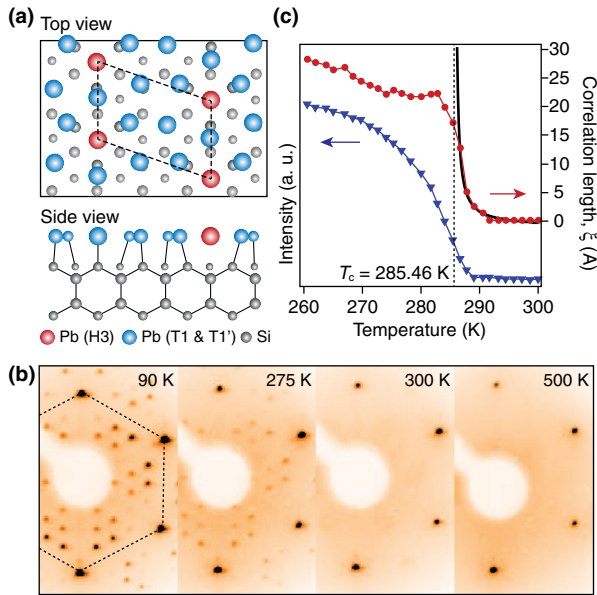 (a)
Top view
Side view
Pb (H3) Pb (T1 & T1') Si
(c)
Intensity (a. u.)
30
25
20
15
10
5
0
Correlation length, ξ (A)
Tc = 285.46 K
260 270 280 290 300
Temperature (K)
(b)
90 K 275 K 300 K 500 K